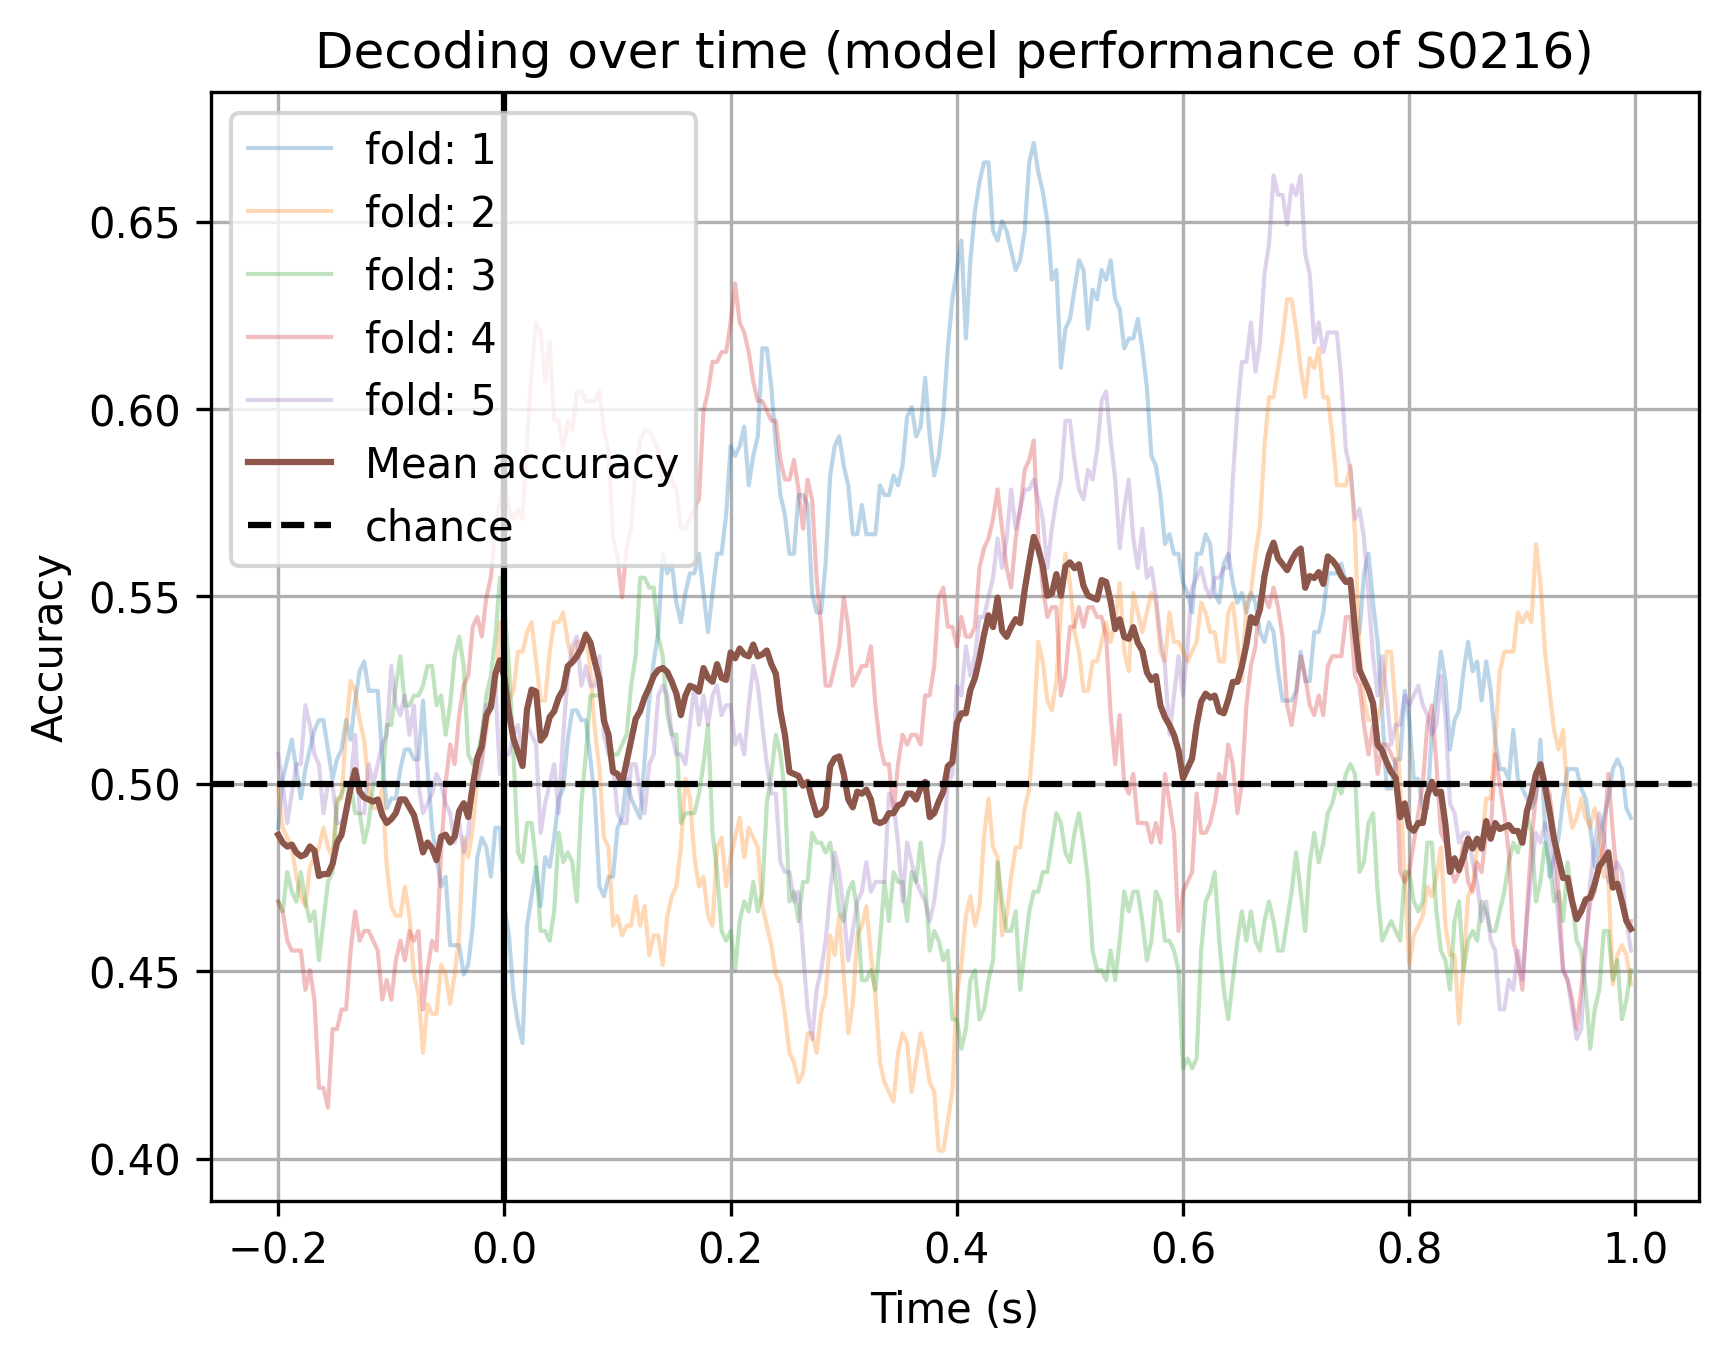 Decoding over time (model performance of S0216)
fold: 1
fold: 2
fold: 3
fold: 4
fold: 5
Mean accuracy
chance
Accuracy
0.65
0.60
0.55
0.50
0.45
0.40
−0.2
0.0
0.2
0.4
0.6
0.8
1.0
Time (s)